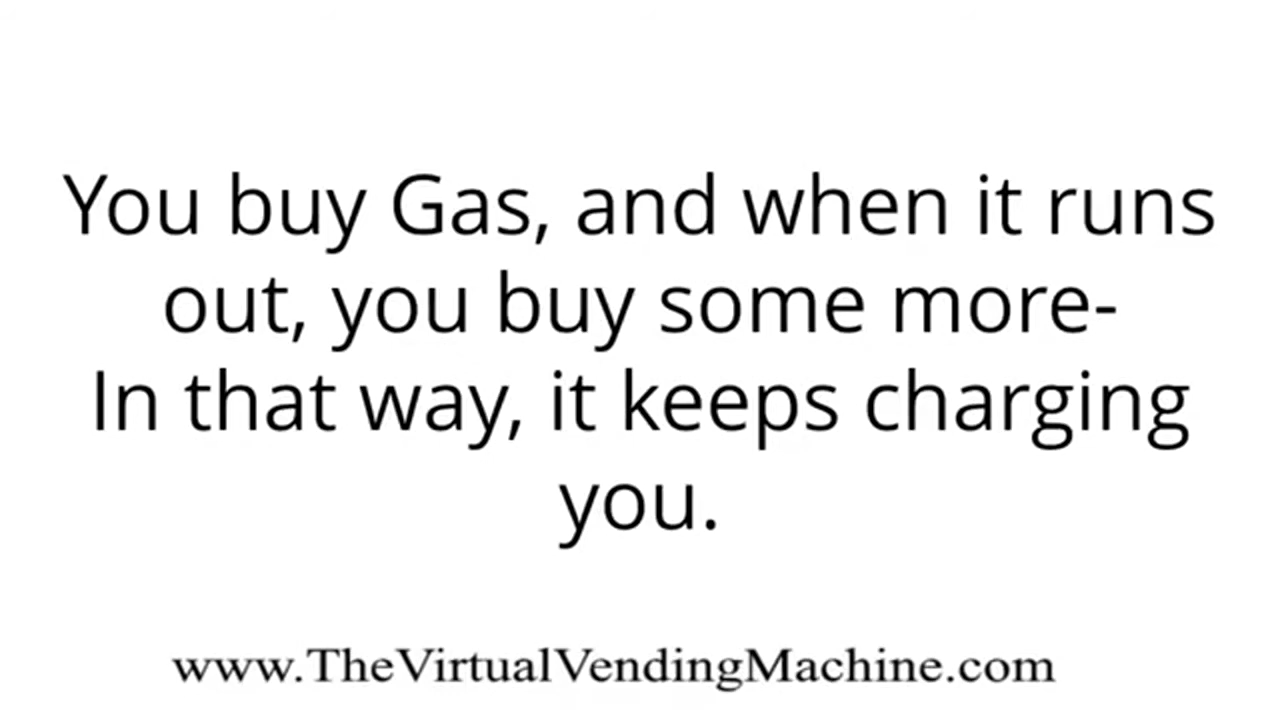 You buy Gas, and when it runs
out, you buy some more-
In that way, it keeps charging
you.
www.TheVirtualVendingMachine.com